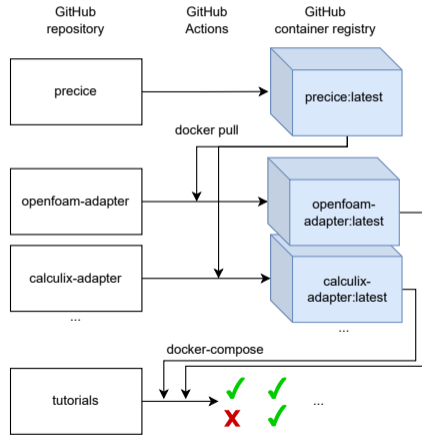 GitHub
repository
GitHub
Actions
GitHub
container registry
precice
precice:latest
docker pull
openfoam-adapter
openfoam-
adapter:latest
calculix-adapter
calculix-
adapter:latest
...
...
docker-compose
tutorials
✓ ✓ ...
X ✓